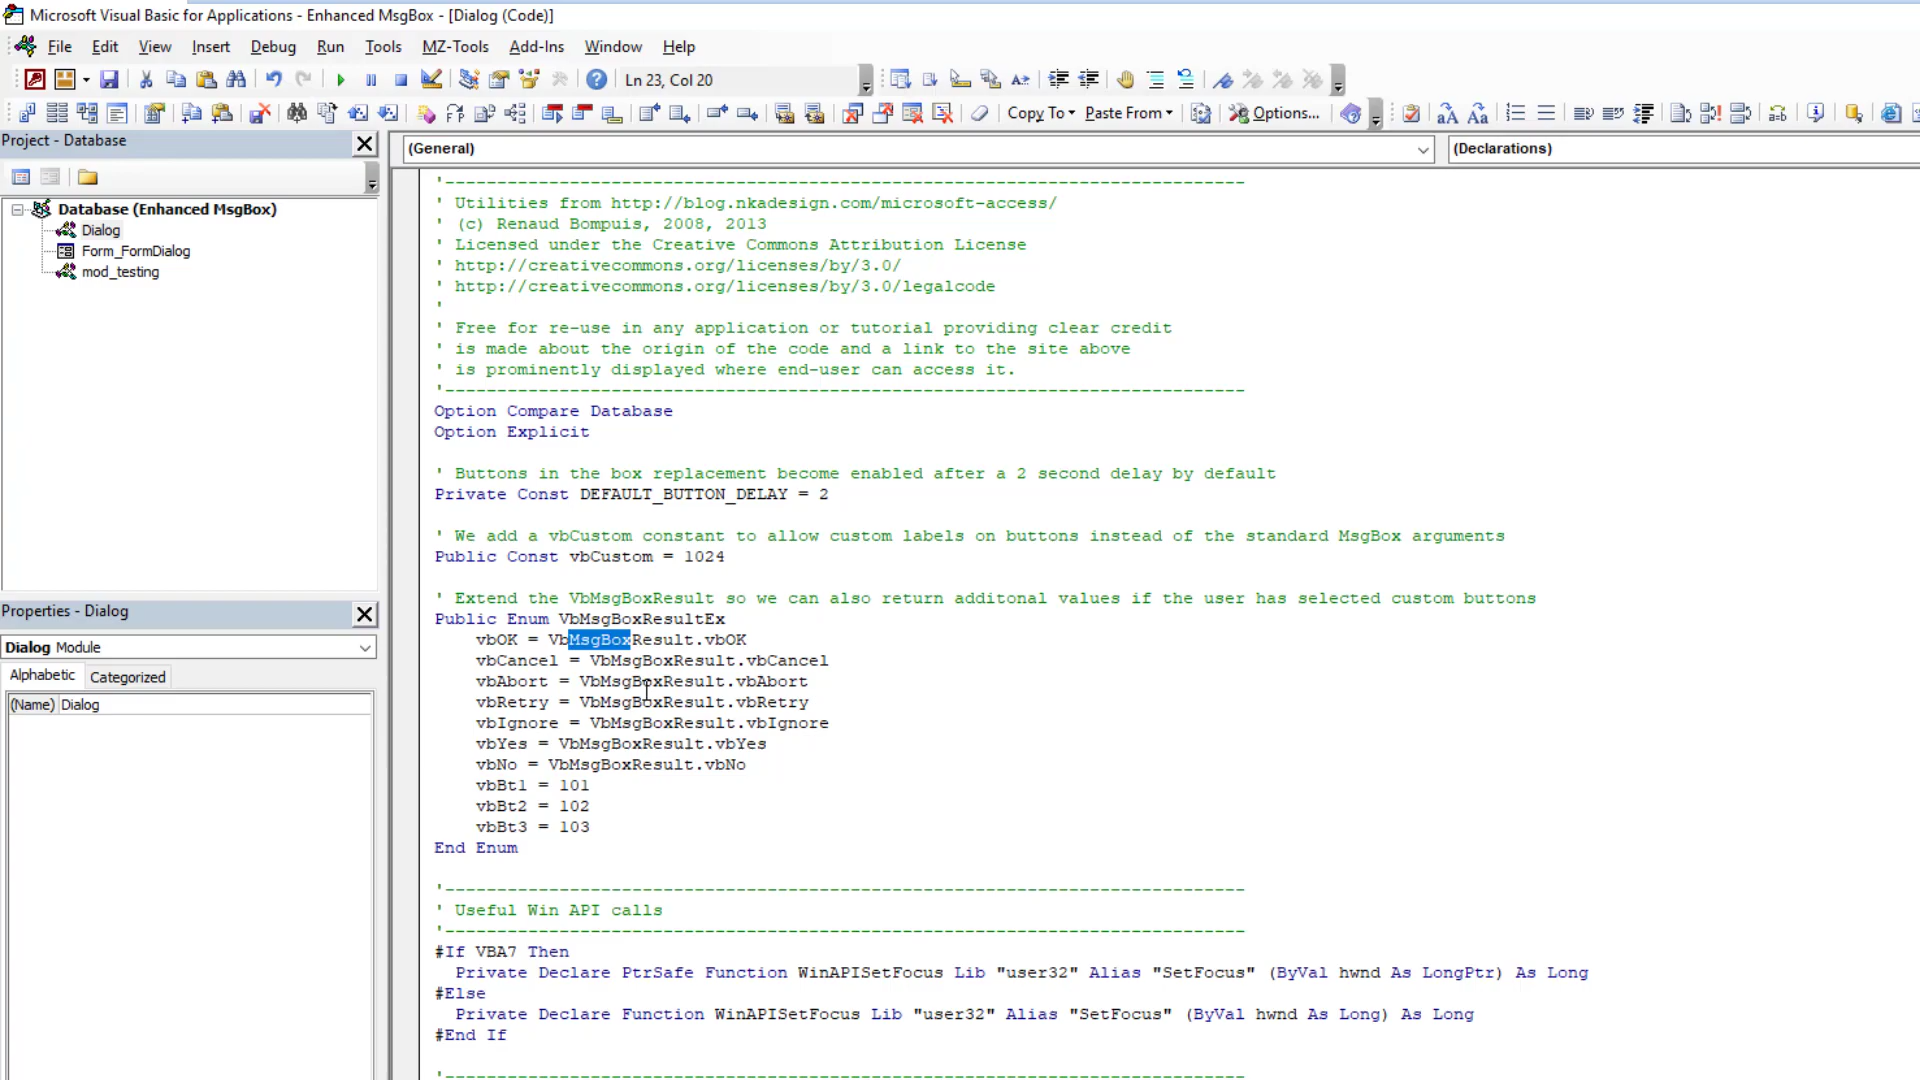 Microsoft Visual Basic for Applications - Enhanced MsgBox - [Dialog (Code)]
File Edit View Insert Debug Run Tools MZ-Tools Add-Ins Window Help
Ln 23, Col 20
Copy To Paste From Options...
Project - Database
(General)
(Declarations)
Database (Enhanced MsgBox)
Dialog
Form_FormDialog
mod_testing
Properties - Dialog
Dialog Module
Alphabetic Categorized
(Name) Dialog
'-----------------------------------------------------------------------------
' Utilities from http://blog.nkadesign.com/microsoft-access/
' (c) Renaud Bompuis, 2008, 2013
' Licensed under the Creative Commons Attribution License
' http://creativecommons.org/licenses/by/3.0/
' http://creativecommons.org/licenses/by/3.0/legalcode
'
' Free for re-use in any application or tutorial providing clear credit
' is made about the origin of the code and a link to the site above
' is prominently displayed where end-user can access it.
'-----------------------------------------------------------------------------
Option Compare Database
Option Explicit
' Buttons in the box replacement become enabled after a 2 second delay by default
Private Const DEFAULT_BUTTON_DELAY = 2
' We add a vbCustom constant to allow custom labels on buttons instead of the standard MsgBox arguments
Public Const vbCustom = 1024
' Extend the VbMsgBoxResult so we can also return additonal values if the user has selected custom buttons
Public Enum VbMsgBoxResultEx
vbOK = VbMsgBoxResult.vbOK
vbCancel = VbMsgBoxResult.vbCancel
vbAbort = VbMsgBoxResult.vbAbort
vbRetry = VbMsgBoxResult.vbRetry
vbIgnore = VbMsgBoxResult.vbIgnore
vbYes = VbMsgBoxResult.vbYes
vbNo = VbMsgBoxResult.vbNo
vbBt1 = 101
vbBt2 = 102
vbBt3 = 103
End Enum
'-----------------------------------------------------------------------------
' Useful Win API calls
'-----------------------------------------------------------------------------
#If VBA7 Then
Private Declare PtrSafe Function WinAPISetFocus Lib "user32" Alias "SetFocus" (ByVal hwnd As LongPtr) As Long
#Else
Private Declare Function WinAPISetFocus Lib "user32" Alias "SetFocus" (ByVal hwnd As Long) As Long
#End If
'-----------------------------------------------------------------------------